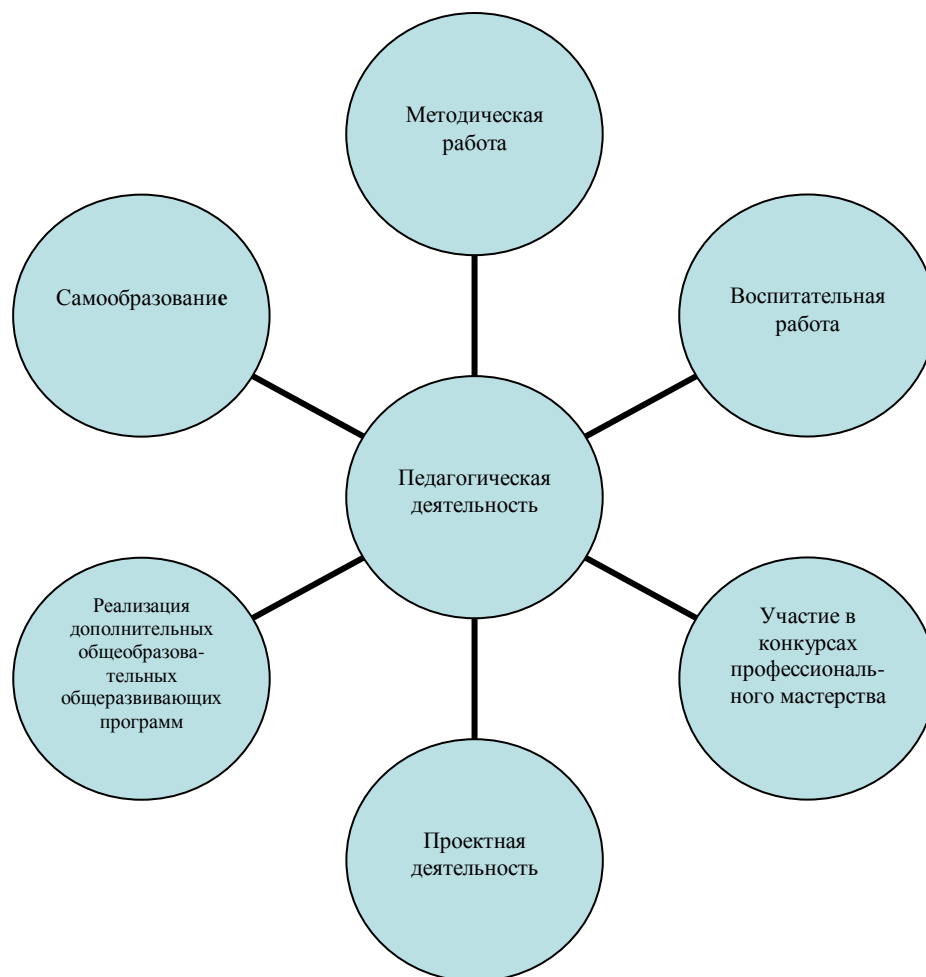 Методическая
работа
Самообразование
Воспитательная
работа
Педагогическая
деятельность
Реализация
дополнительных
общеобразова-
тельных
общеразвивающих
программ
Участие в
конкурсах
профессиональ-
ного мастерства
Проектная
деятельность